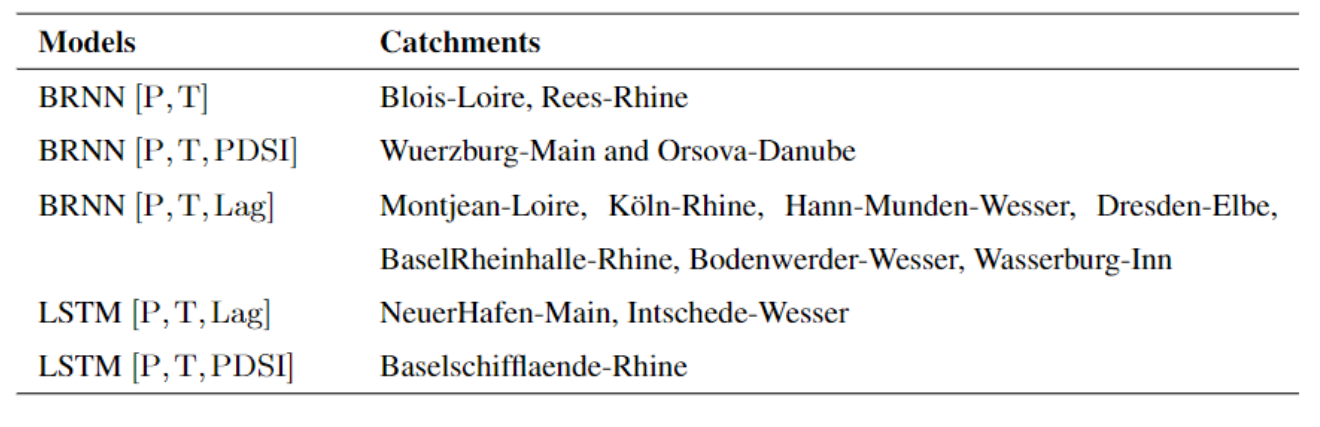 Models Catchments
BRNN [P, T] Blois-Loire, Rees-Rhine
BRNN [P, T, PDSI] Wuerzburg-Main and Orsova-Danube
BRNN [P, T, Lag] Montjean-Loire, Köln-Rhine, Hann-Munden-Wesser, Dresden-Elbe,
BaselRheinhalle-Rhine, Bodenwerder-Wesser, Wasserburg-Inn
LSTM [P, T, Lag] NeuerHafen-Main, Intschede-Wesser
LSTM [P, T, PDSI] Baselschifflaende-Rhine